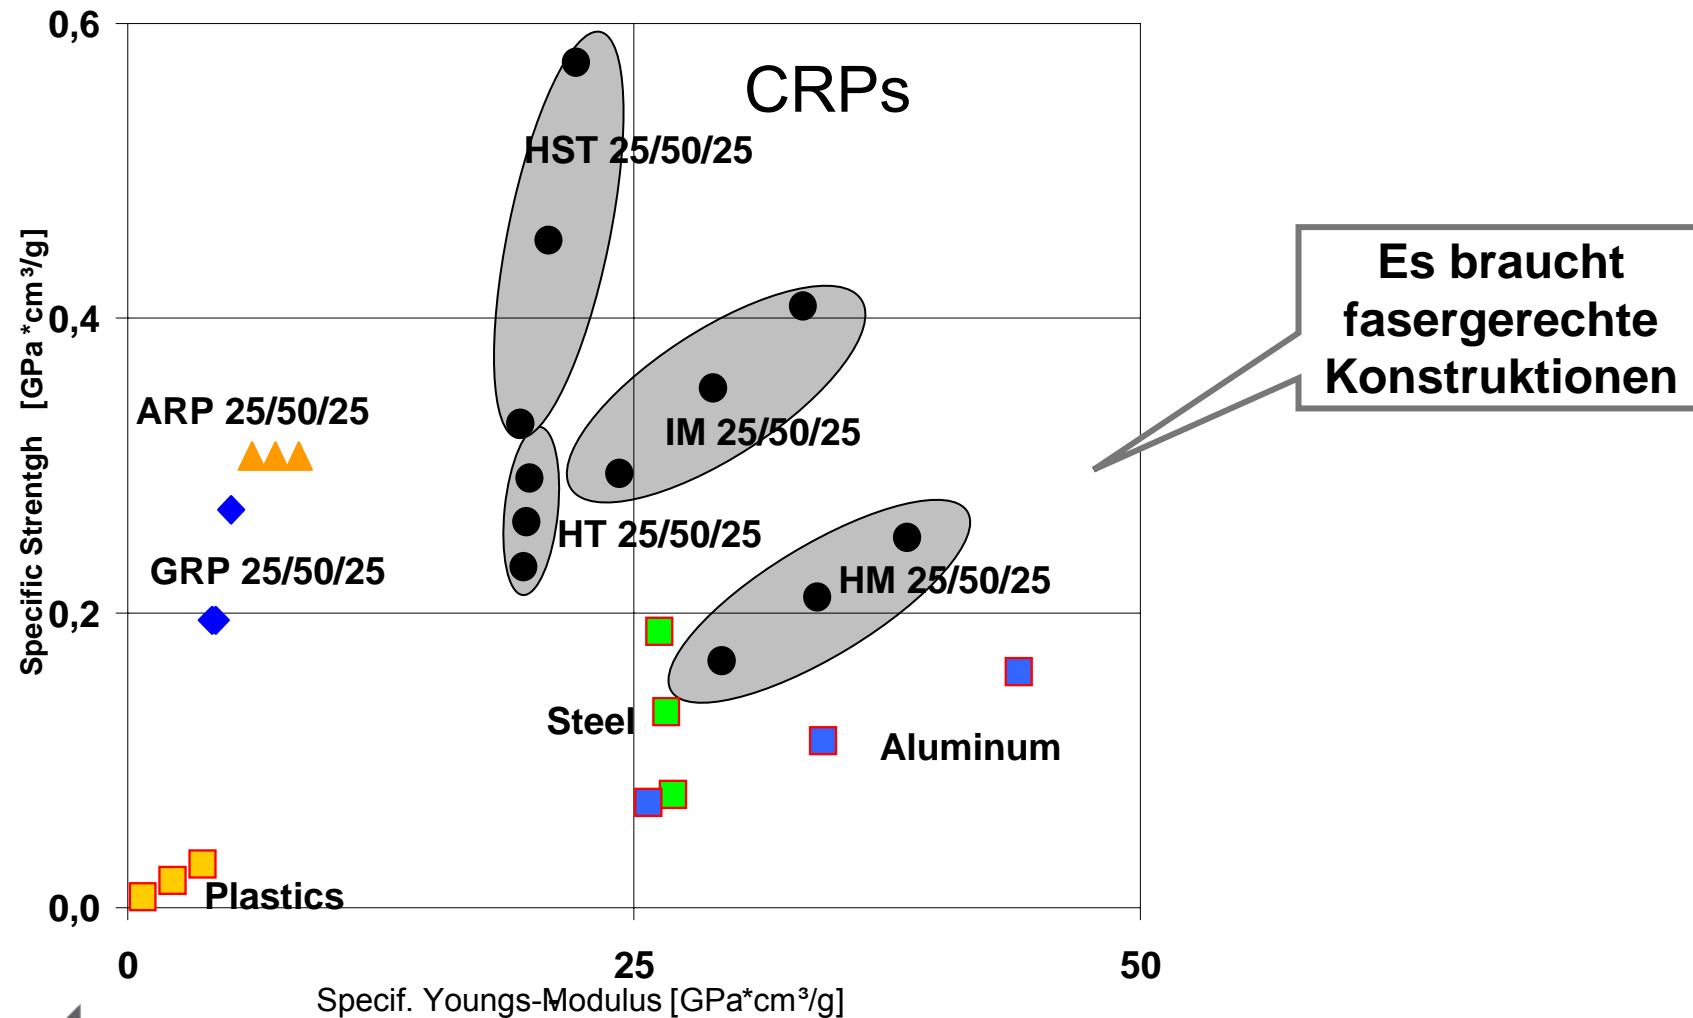 0,6
CRPs
HST 25/50/25
Es braucht
fasergerechte
Konstruktionen
0,4
ARP 25/50/25
IM 25/50/25
HT 25/50/25
GRP 25/50/25
HM 25/50/25
0,2
Steel
Aluminum
Plastics
0,0
Specific Strentgh [GPa*cm³/g]
0
25
50
Specif. Youngs-Modulus [GPa*cm³/g]